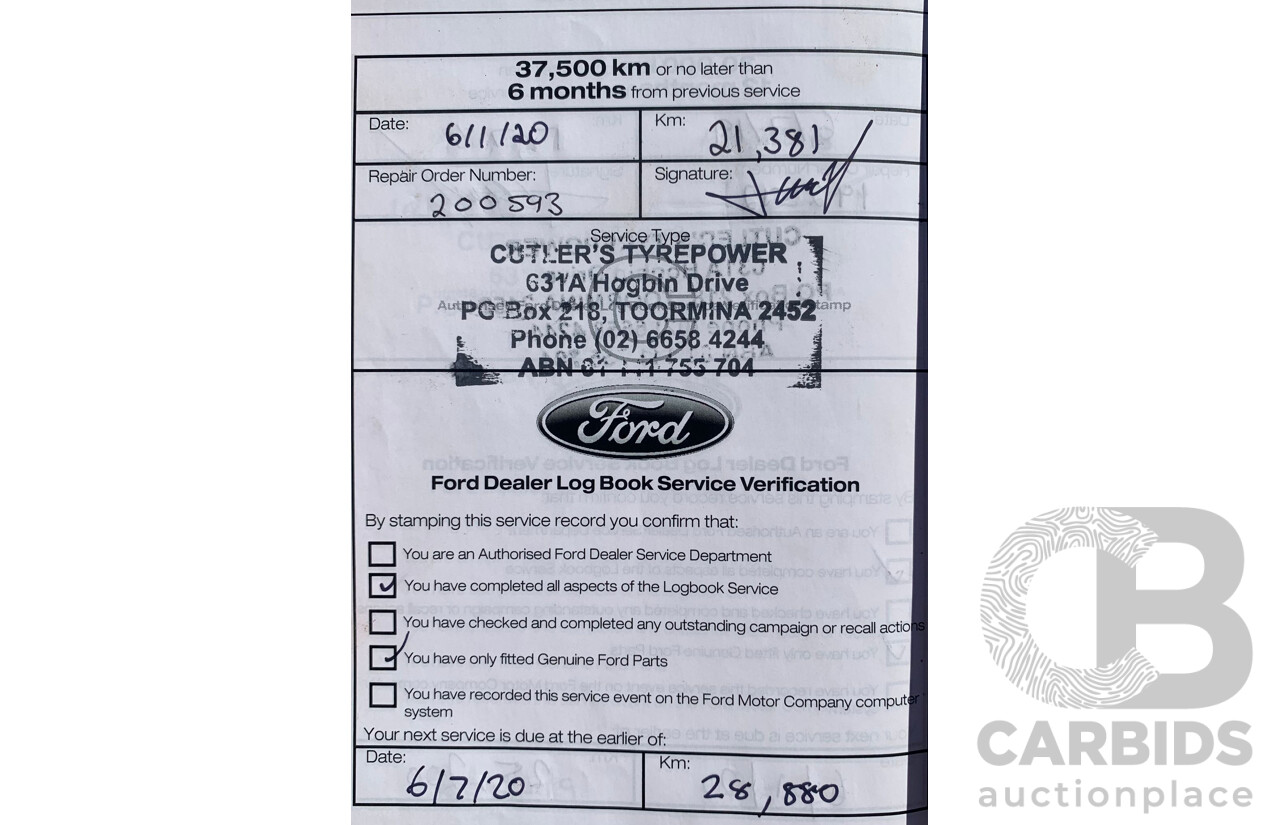 37,500 km or no later than
6 months from previous service
Date: 6/1/20
Km: 21,381
Repair Order Number: 200593
Signature:
Service Type
CUTLER'S TYREPOWER
631A Hogbin Drive
PO Box 218, TOORMINA 2452
Phone (02) 6658 4244
ABN 755 704
Ford
Ford Dealer Log Book Service Verification
By stamping this service record you confirm that:
You are an Authorised Ford Dealer Service Department
You have completed all aspects of the Logbook Service
You have checked and completed any outstanding campaign or recall actions
You have only fitted Genuine Ford Parts
You have recorded this service event on the Ford Motor Company computer
system
Your next service is due at the earlier of:
Date: 6/7/20
Km: 28,880
CB
CARBIDS
auctionplace